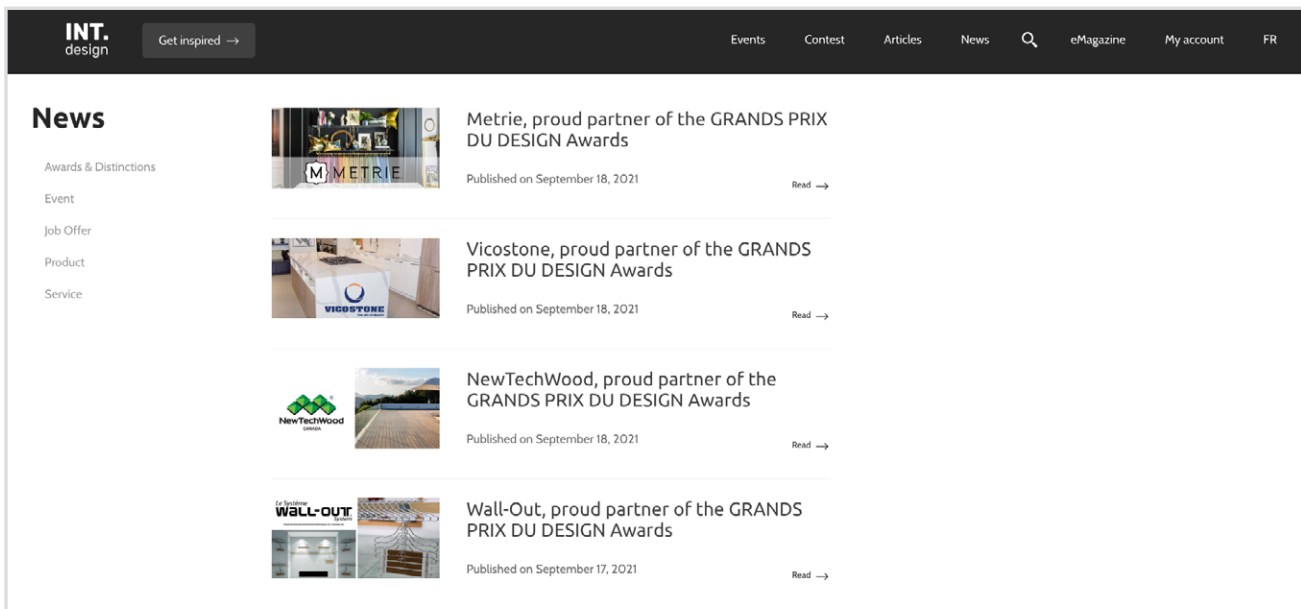 INT.
design
Get inspired →
Events
Contest
Articles
News
eMagazine
My account
FR
News
Awards & Distinctions
Event
Job Offer
Product
Service
M METRIE
Metrie, proud partner of the GRANDS PRIX
DU DESIGN Awards
Published on September 18, 2021
Read →
VICOSTONE
Vicostone, proud partner of the GRANDS
PRIX DU DESIGN Awards
Published on September 18, 2021
Read →
NewTechWood
CANADA
NewTechWood, proud partner of the
GRANDS PRIX DU DESIGN Awards
Published on September 18, 2021
Read →
Le Système
WALL-OUT
System
Wall-Out, proud partner of the GRANDS
PRIX DU DESIGN Awards
Published on September 17, 2021
Read →